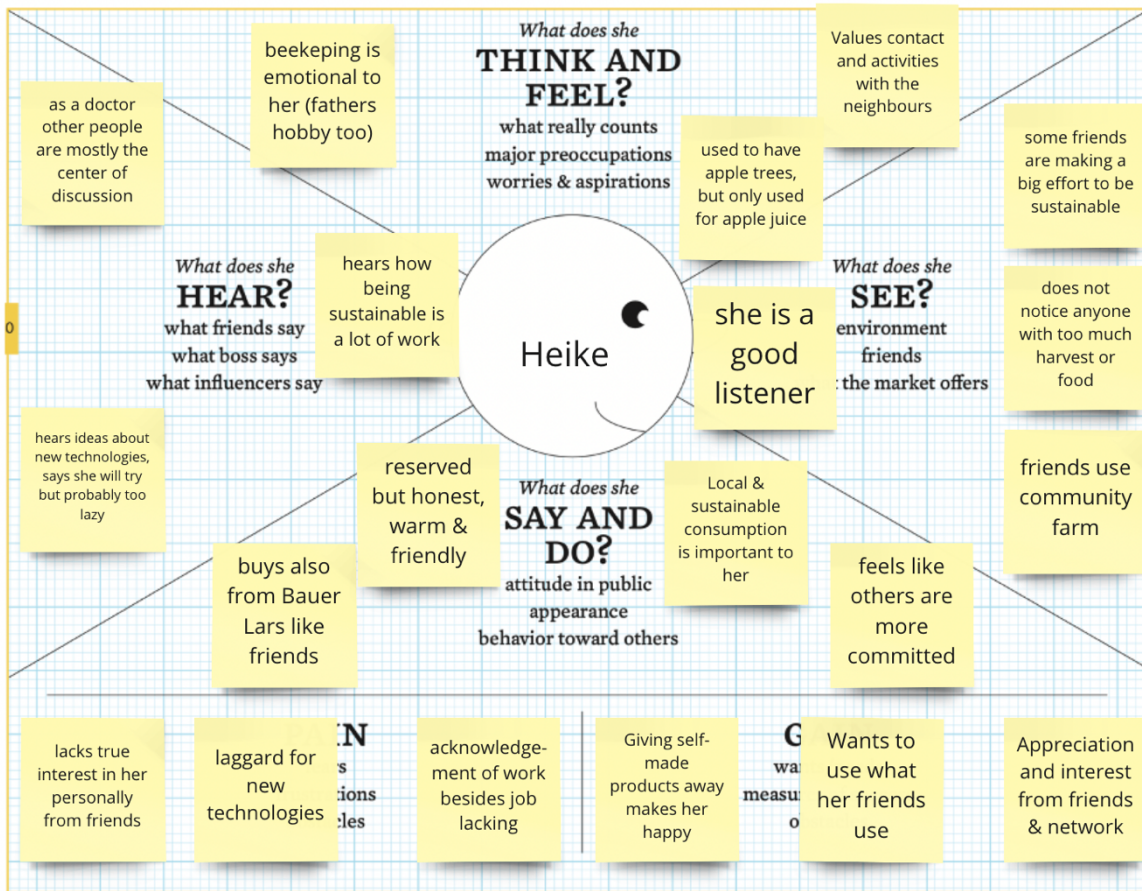 What does she
THINK AND
FEEL?
what really counts
major preoccupations
worries & aspirations
beekeping is
emotional to
her (fathers
hobby too)
Values contact
and activities
with the
neighbours
used to have
apple trees,
but only used
for apple juice
as a doctor
other people
are mostly the
center of
discussion
What does she
HEAR?
what friends say
what boss says
what influencers say
hears how
being
sustainable is
a lot of work
hears ideas about
new technologies,
says she will try
but probably too
lazy
Heike
What does she
SEE?
environment
friends
the market offers
she is a
good
listener
some friends
are making a
big effort to be
sustainable
does not
notice anyone
with too much
harvest or
food
friends use
community
farm
What does she
SAY AND
DO?
attitude in public
appearance
behavior toward others
reserved
but honest,
warm &
friendly
buys also
from Bauer
Lars like
friends
Local &
sustainable
consumption
is important to
her
feels like
others are
more
committed
lacks true
interest in her
personally
from friends
laggard for
new
technologies
acknowledge-
ment of work
besides job
lacking
Giving self-
made
products away
makes her
happy
Wants to
use what
her friends
use
Appreciation
and interest
from friends
& network